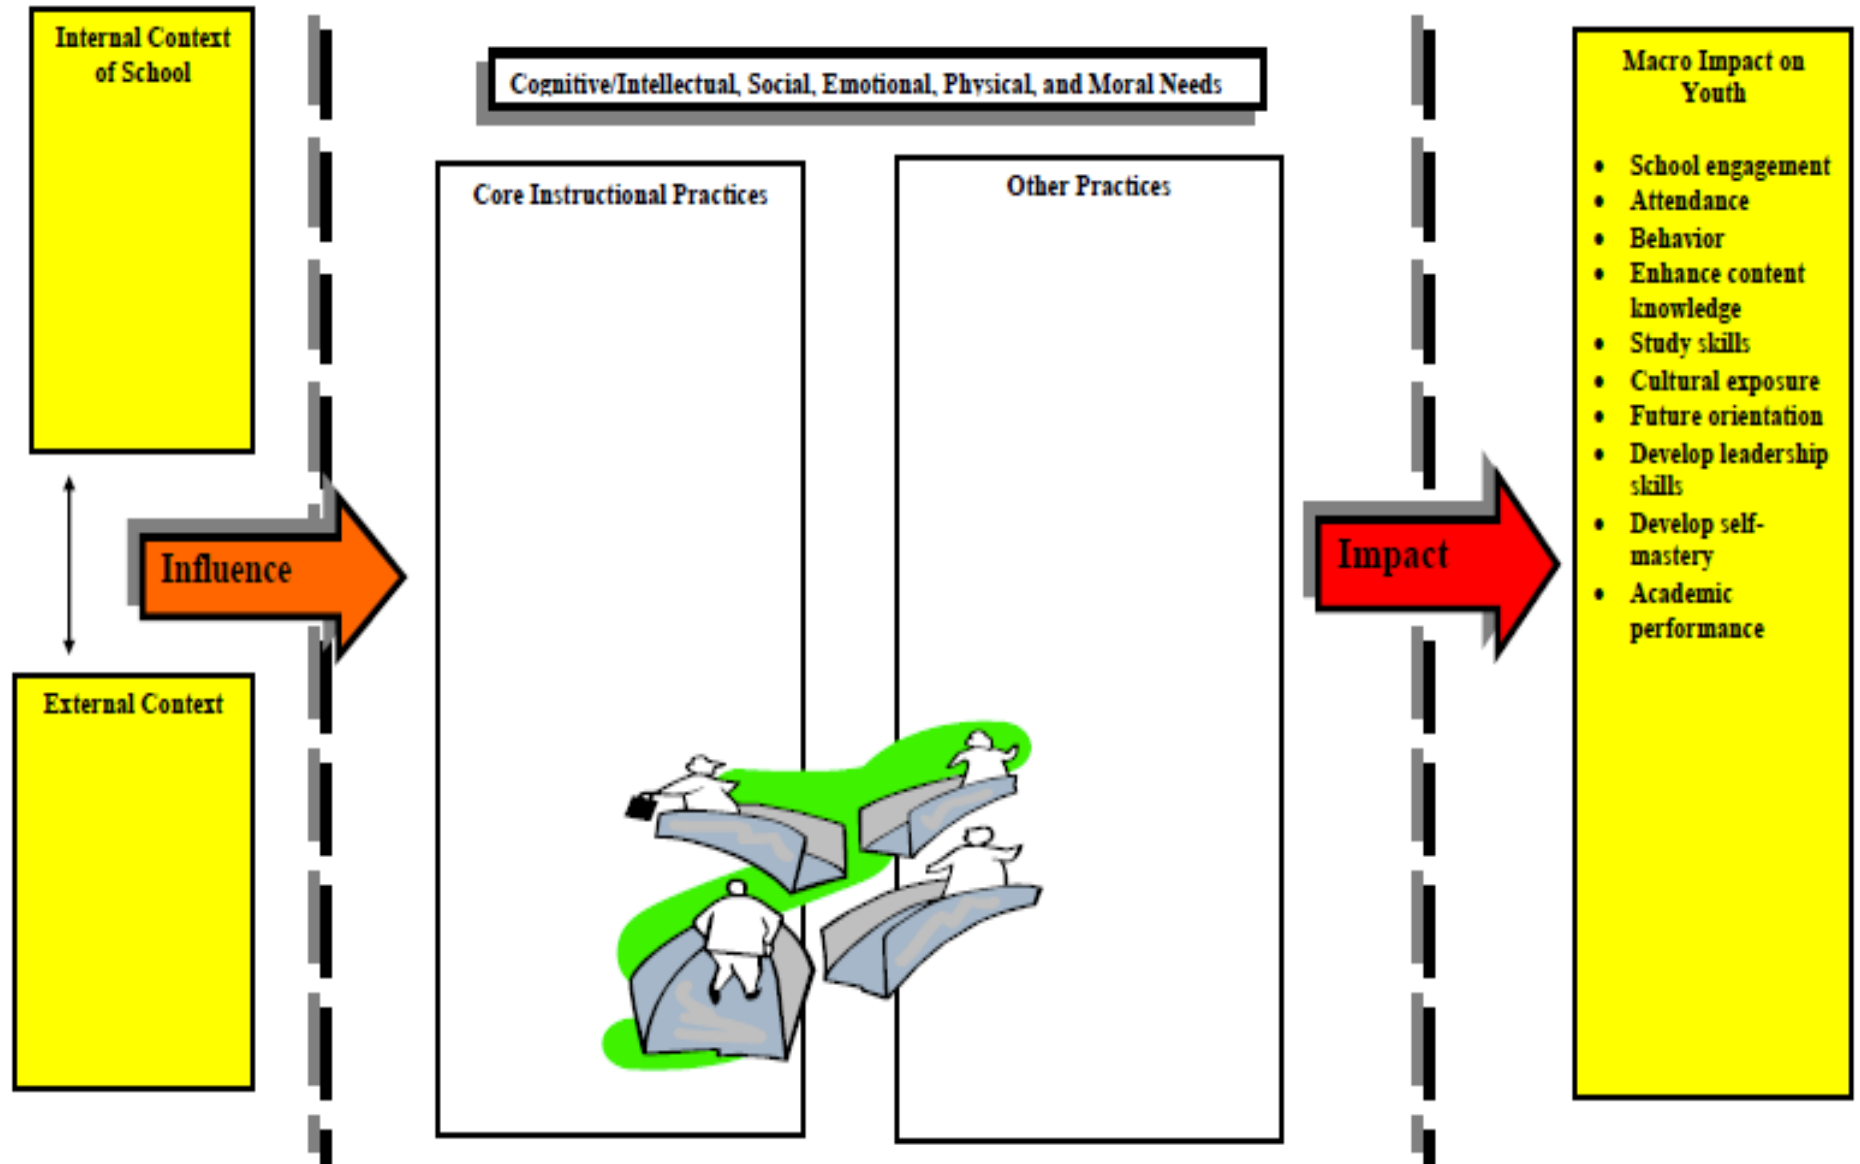 Internal Context
of School
External Context
Influence
Cognitive/Intellectual, Social, Emotional, Physical, and Moral Needs
Core Instructional Practices
Other Practices
Impact
Macro Impact on
Youth
• School engagement
• Attendance
• Behavior
• Enhance content
knowledge
• Study skills
• Cultural exposure
• Future orientation
• Develop leadership
skills
• Develop self-
mastery
• Academic
performance